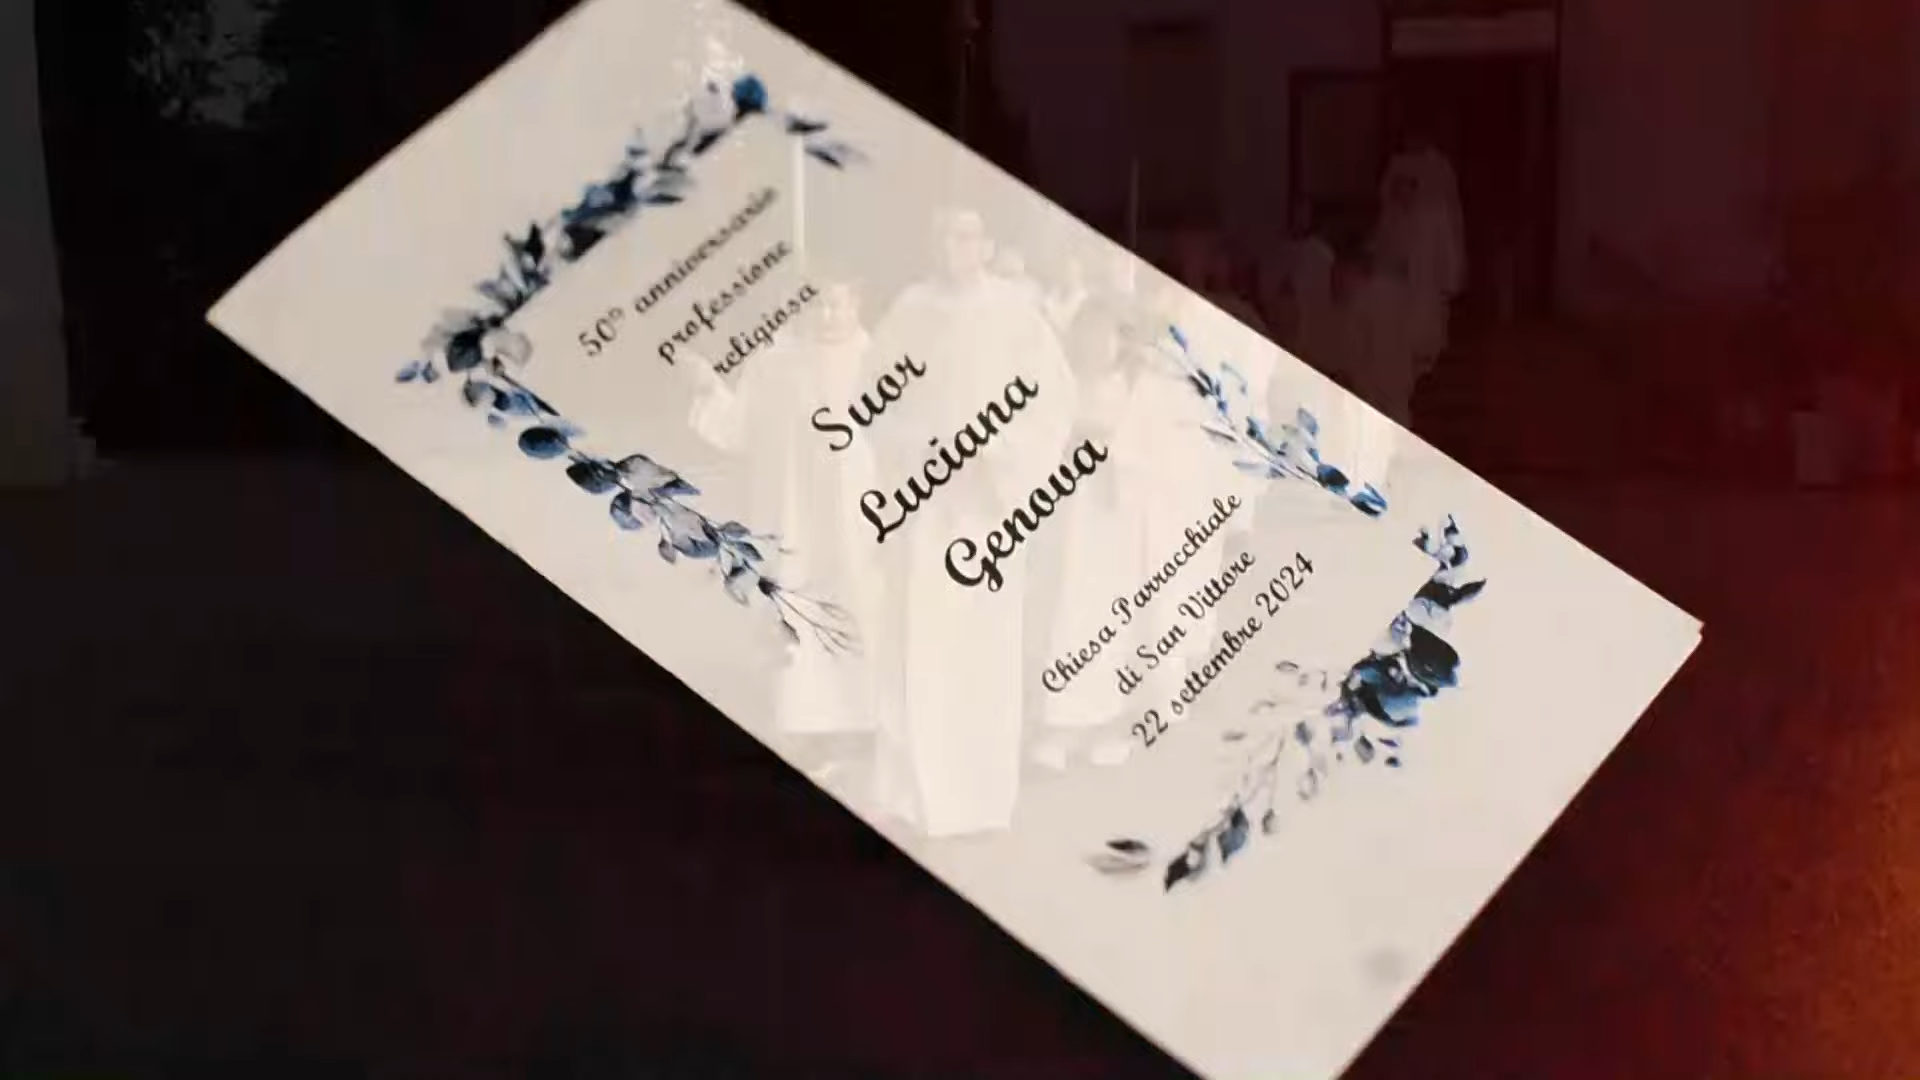 50° anniversario
professione
religiosa
Suor
Luciana
Genova
Chiesa Parrocchiale
di San Vittore
22 settembre 2024